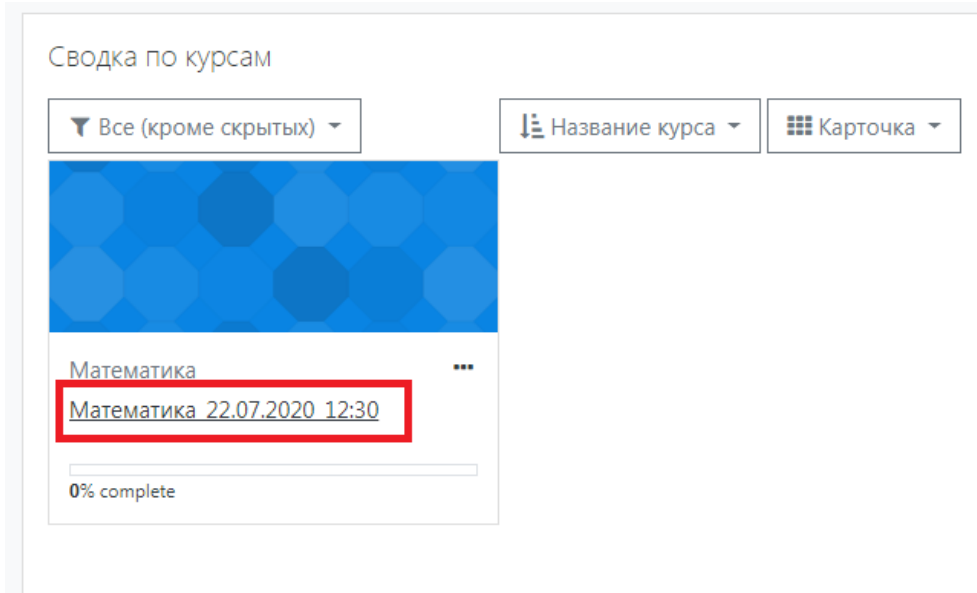 Сводка по курсам
Все (кроме скрытых)
Название курса
Карточка
Математика
Математика_22.07.2020_12:30
0% complete